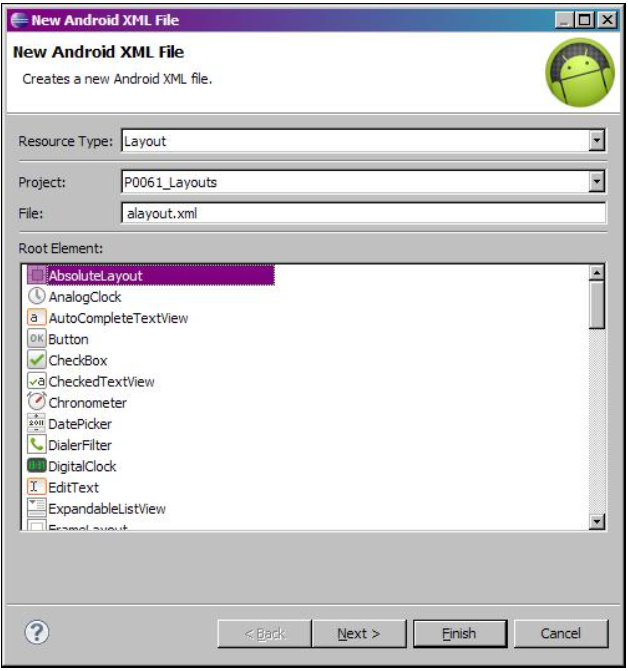 New Android XML File
New Android XML File
Creates a new Android XML file.
Resource Type: Layout
Project: P0061_Layouts
File: alayout.xml
Root Element:
AbsoluteLayout
AnalogClock
a AutoCompleteTextView
OK Button
CheckBox
a CheckedTextView
Chronometer
2011 DatePicker
DialerFilter
DigitalClock
I EditText
ExpandableListView
FrameLayout
? < Back Next > Finish Cancel